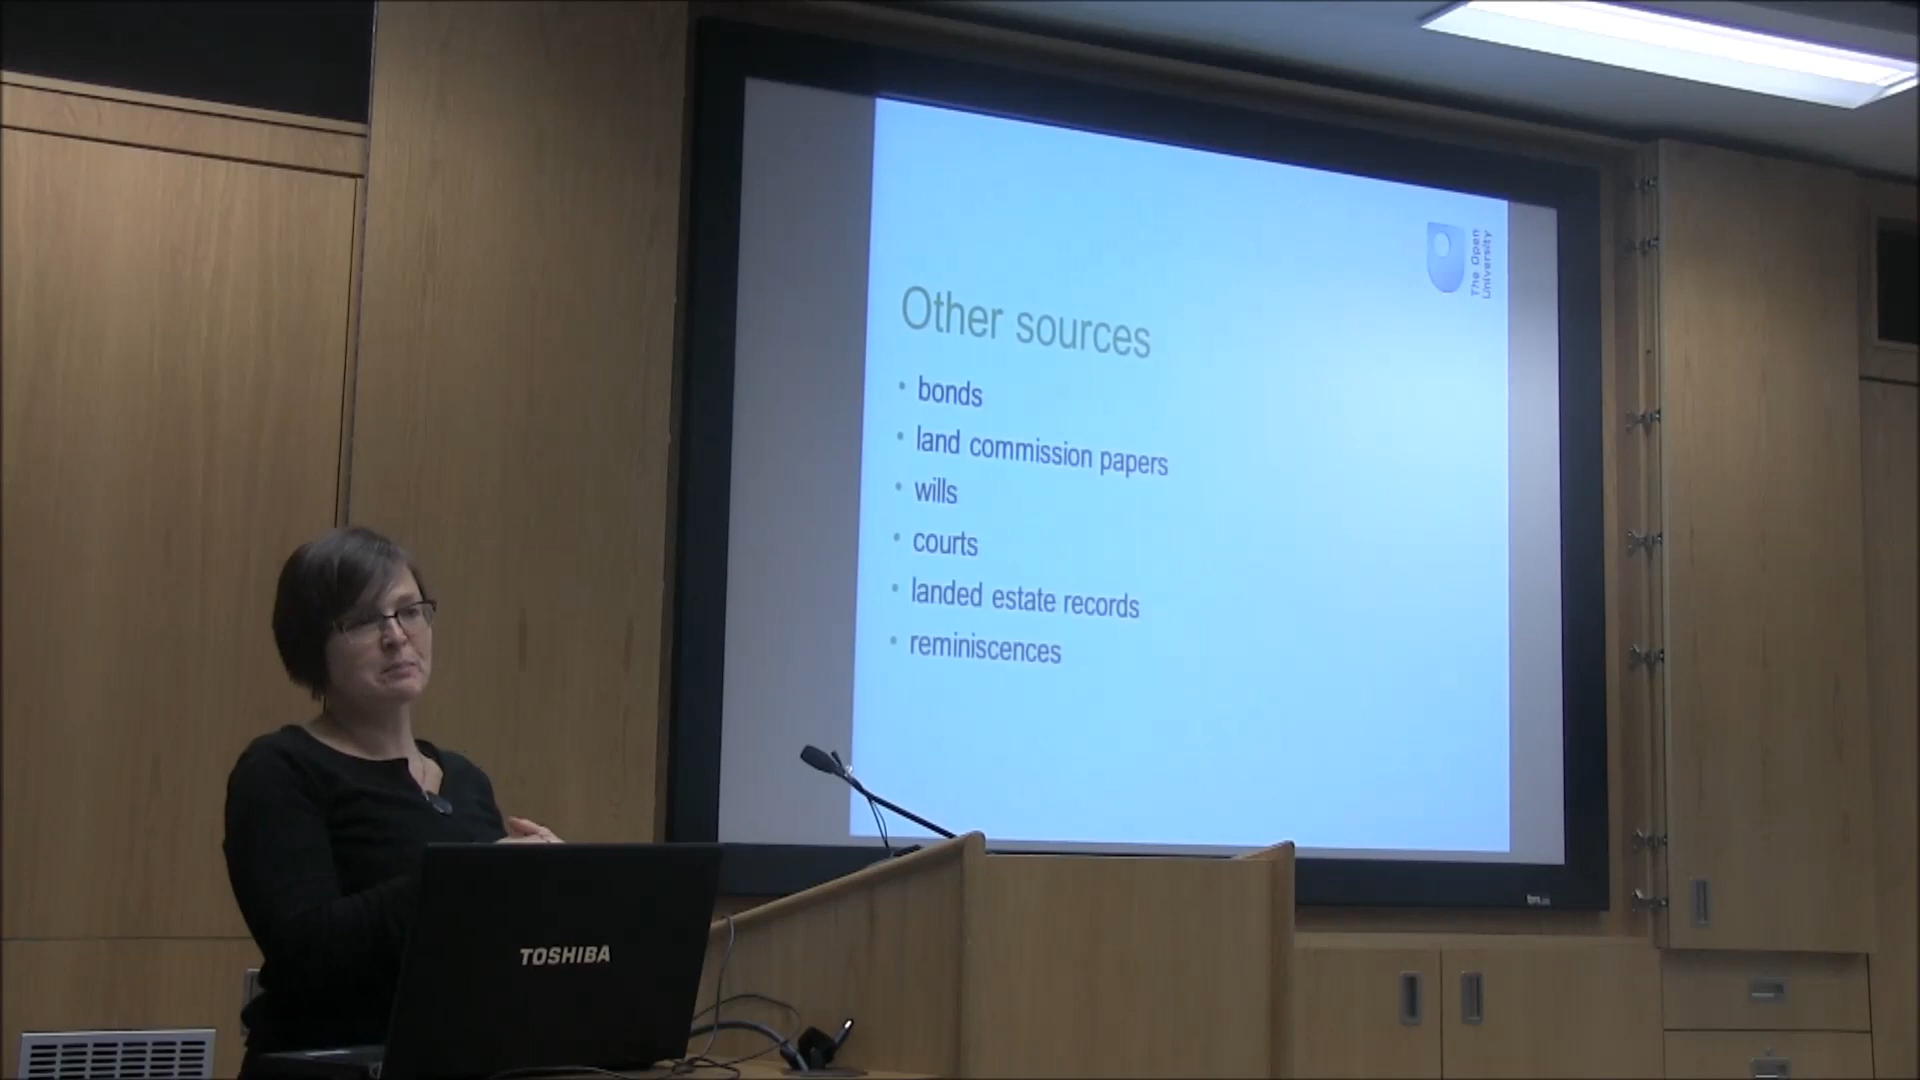 The Open
University
Other sources
• bonds
• land commission papers
• wills
• courts
• landed estate records
• reminiscences
TOSHIBA